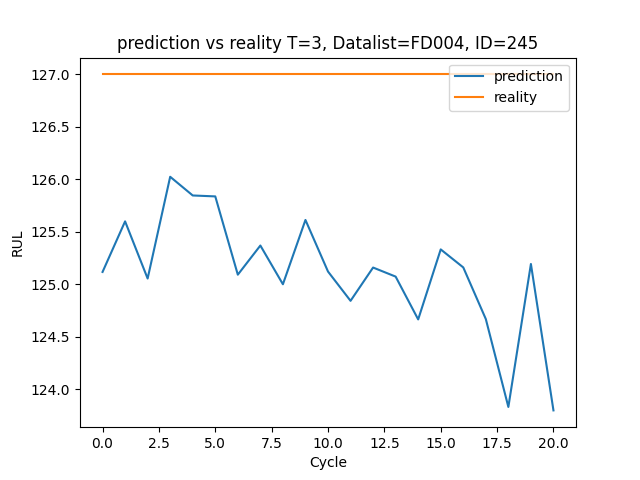 prediction vs reality T=3, Datalist=FD004, ID=245
127.0
126.5
126.0
125.5
125.0
124.5
124.0
RUL
prediction
reality
0.0 2.5 5.0 7.5 10.0 12.5 15.0 17.5 20.0
Cycle